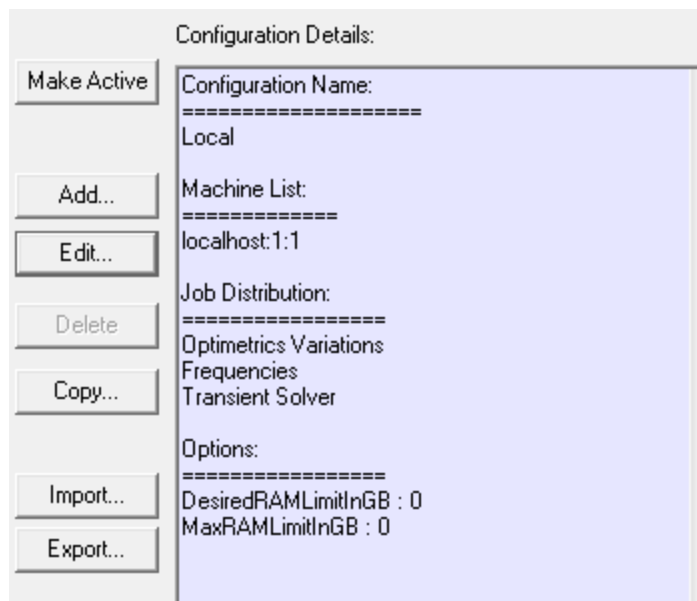 Configuration Details:
Make Active
Add...
Edit...
Delete
Copy...
Import...
Export...
Configuration Name:
=====================
Local
Machine List:
=============
localhost:1:1
Job Distribution:
=================
Optimetrics Variations
Frequencies
Transient Solver
Options:
=================
DesiredRAMLimitInGB : 0
MaxRAMLimitInGB : 0